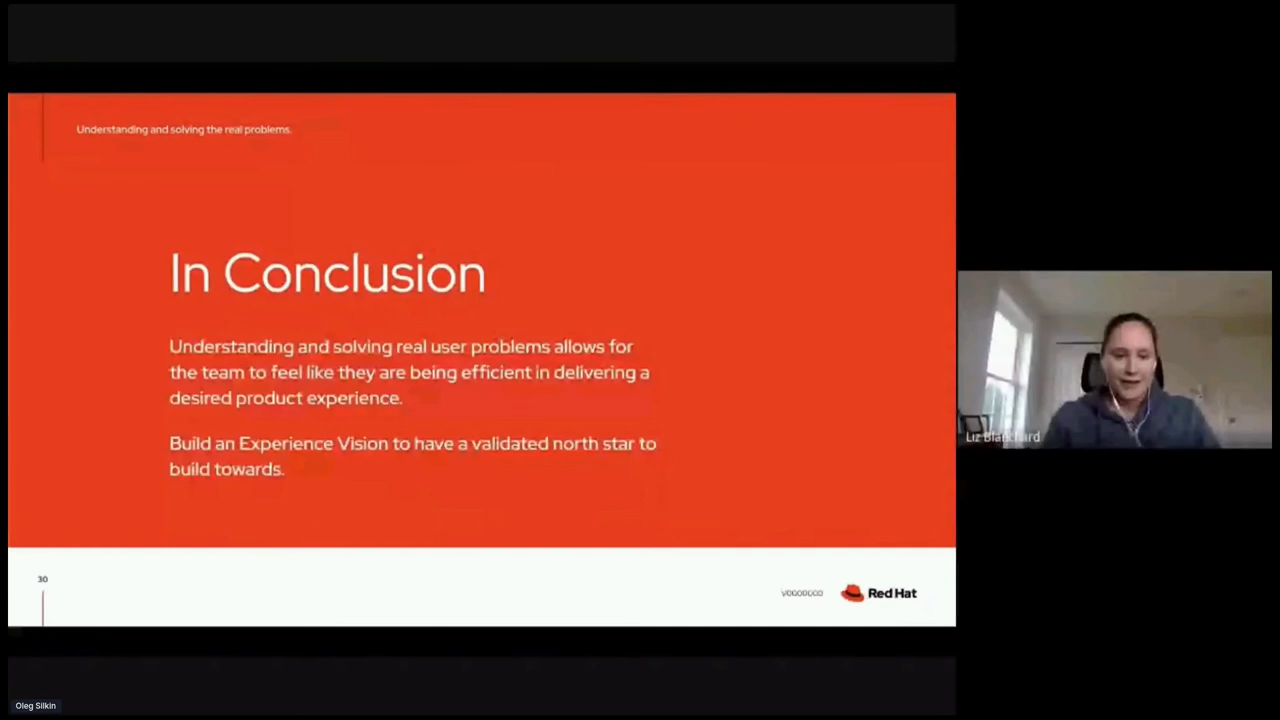 Understanding and solving the real problems.
In Conclusion
Understanding and solving real user problems allows for
the team to feel like they are being efficient in delivering a
desired product experience.
Build an Experience Vision to have a validated north star to
build towards.
30
V0000000
Red Hat
Liz Blanchard
Oleg Silkin